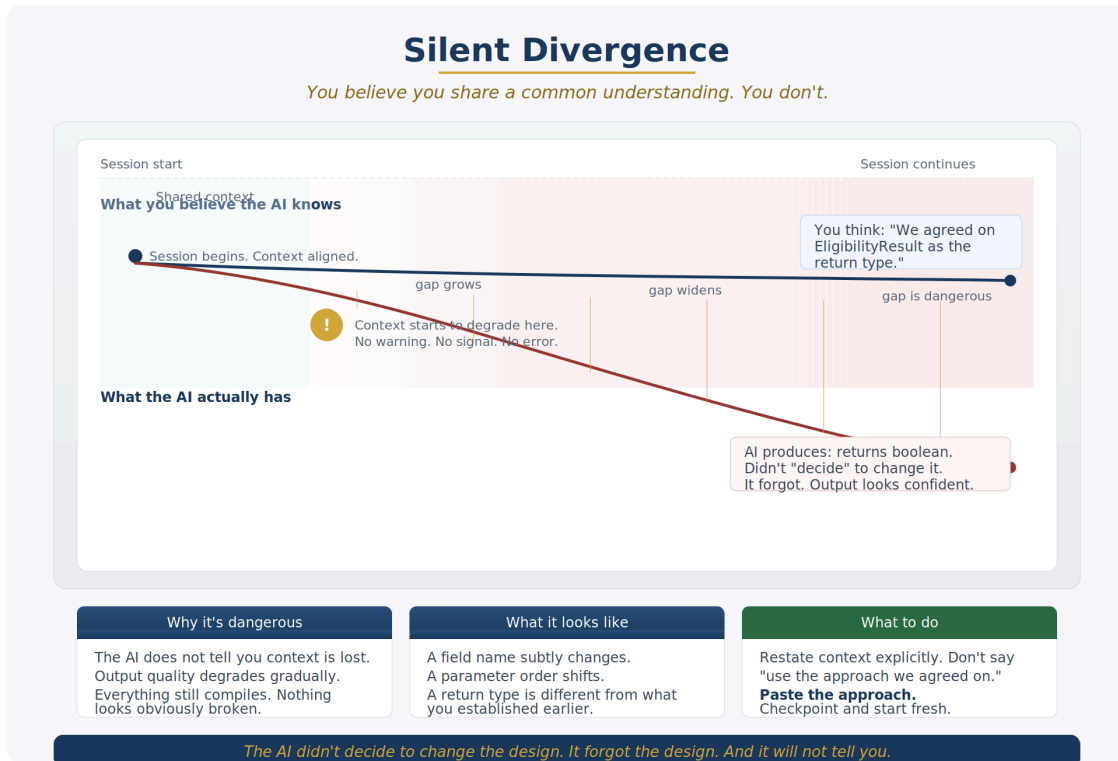 Silent Divergence
You believe you share a common understanding. You don't.
Session start
Session continues
Shared context
What you believe the AI knows
You think: "We agreed on
EligibilityResult as the
return type."
Session begins. Context aligned.
gap grows
gap widens
gap is dangerous
!
Context starts to degrade here.
No warning. No signal. No error.
What the AI actually has
AI produces: returns boolean.
Didn't "decide" to change it.
It forgot. Output looks confident.
Why it's dangerous
The AI does not tell you context is lost.
Output quality degrades gradually.
Everything still compiles. Nothing
looks obviously broken.
What it looks like
A field name subtly changes.
A parameter order shifts.
A return type is different from what
you established earlier.
What to do
Restate context explicitly. Don't say
"use the approach we agreed on."
Paste the approach.
Checkpoint and start fresh.
The AI didn't decide to change the design. It forgot the design. And it will not tell you.